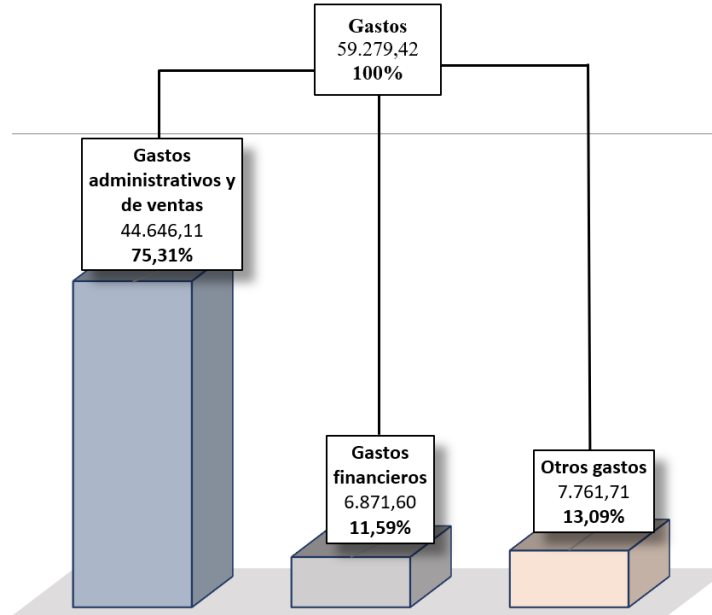 Gastos
59.279,42
100%
Gastos
administrativos y
de ventas
44.646,11
75,31%
Gastos
financieros
6.871,60
11,59%
Otros gastos
7.761,71
13,09%